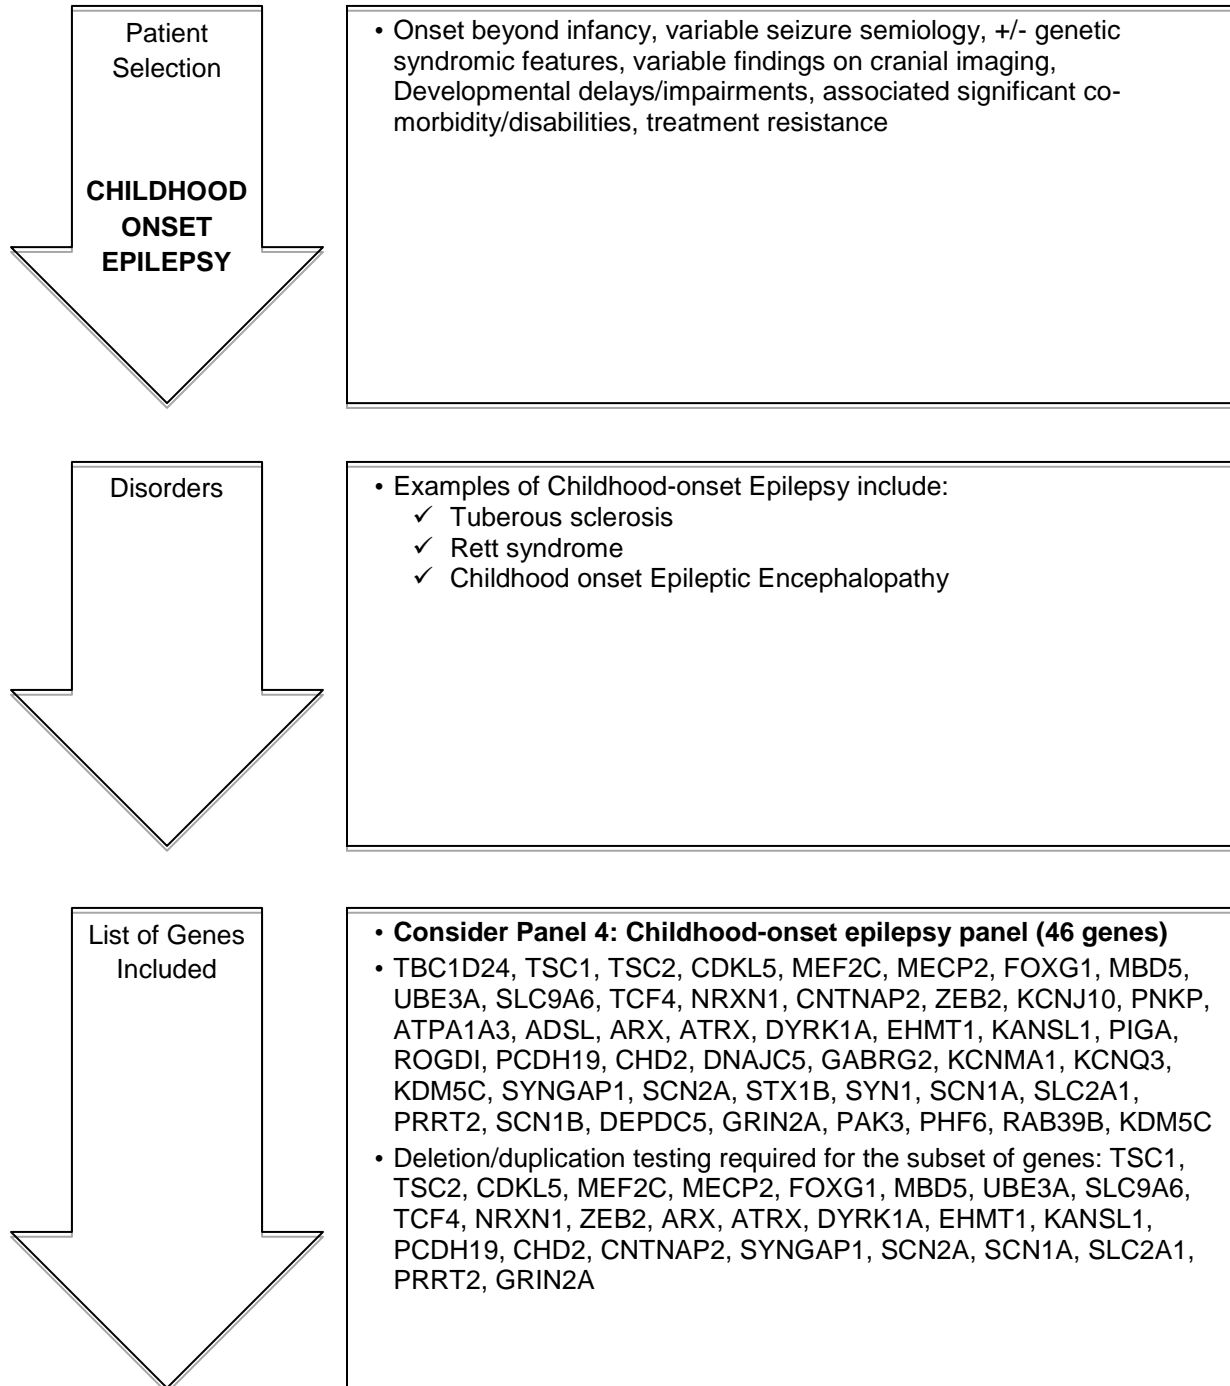 Patient
Selection
CHILDHOOD
ONSET
EPILEPSY
• Onset beyond infancy, variable seizure semiology, +/- genetic
syndromic features, variable findings on cranial imaging,
Developmental delays/impairments, associated significant co-
morbidity/disabilities, treatment resistance
Disorders
• Examples of Childhood-onset Epilepsy include:
✓ Tuberous sclerosis
✓ Rett syndrome
✓ Childhood onset Epileptic Encephalopathy
List of Genes
Included
• Consider Panel 4: Childhood-onset epilepsy panel (46 genes)
• TBC1D24, TSC1, TSC2, CDKL5, MEF2C, MECP2, FOXG1, MBD5,
UBE3A, SLC9A6, TCF4, NRXN1, CNTNAP2, ZEB2, KCNJ10, PNKP,
ATPA1A3, ADSL, ARX, ATRX, DYRK1A, EHMT1, KANSL1, PIGA,
ROGDI, PCDH19, CHD2, DNAJC5, GABRG2, KCNMA1, KCNQ3,
KDM5C, SYNGAP1, SCN2A, STX1B, SYN1, SCN1A, SLC2A1,
PRRT2, SCN1B, DEPDC5, GRIN2A, PAK3, PHF6, RAB39B, KDM5C
• Deletion/duplication testing required for the subset of genes: TSC1,
TSC2, CDKL5, MEF2C, MECP2, FOXG1, MBD5, UBE3A, SLC9A6,
TCF4, NRXN1, ZEB2, ARX, ATRX, DYRK1A, EHMT1, KANSL1,
PCDH19, CHD2, CNTNAP2, SYNGAP1, SCN2A, SCN1A, SLC2A1,
PRRT2, GRIN2A